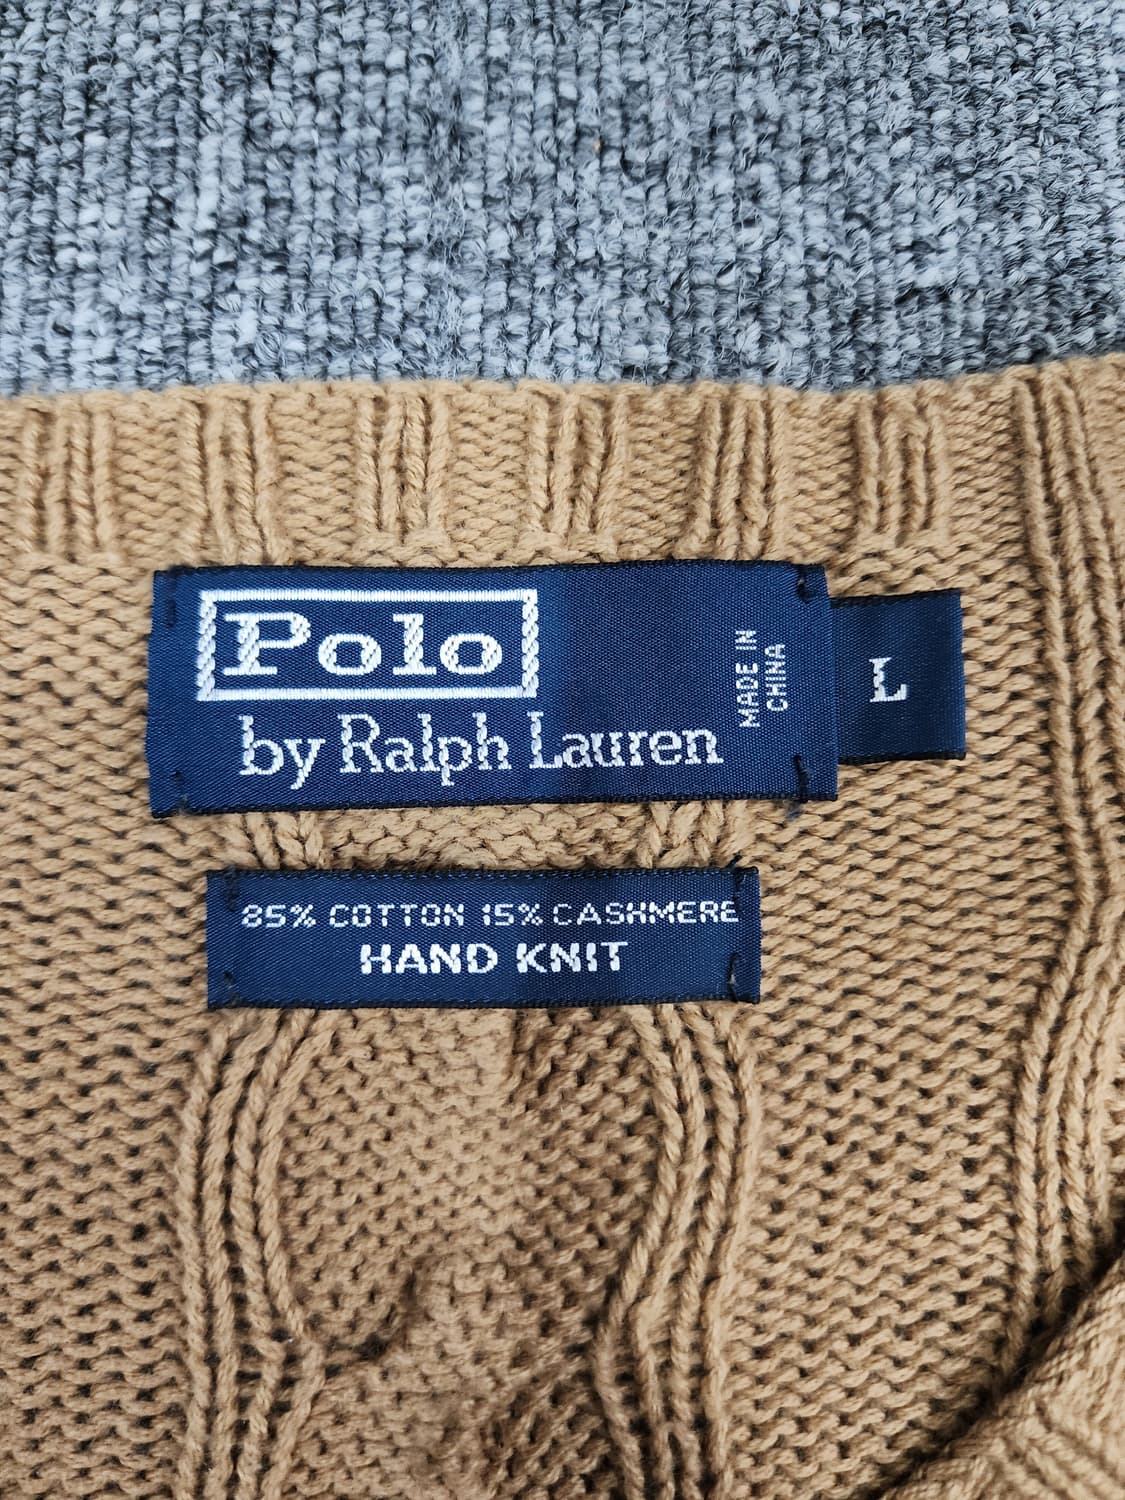 Polo
by Ralph Lauren
MADE IN
CHINA
L
85% COTTON 15% CASHMERE
HAND KNIT